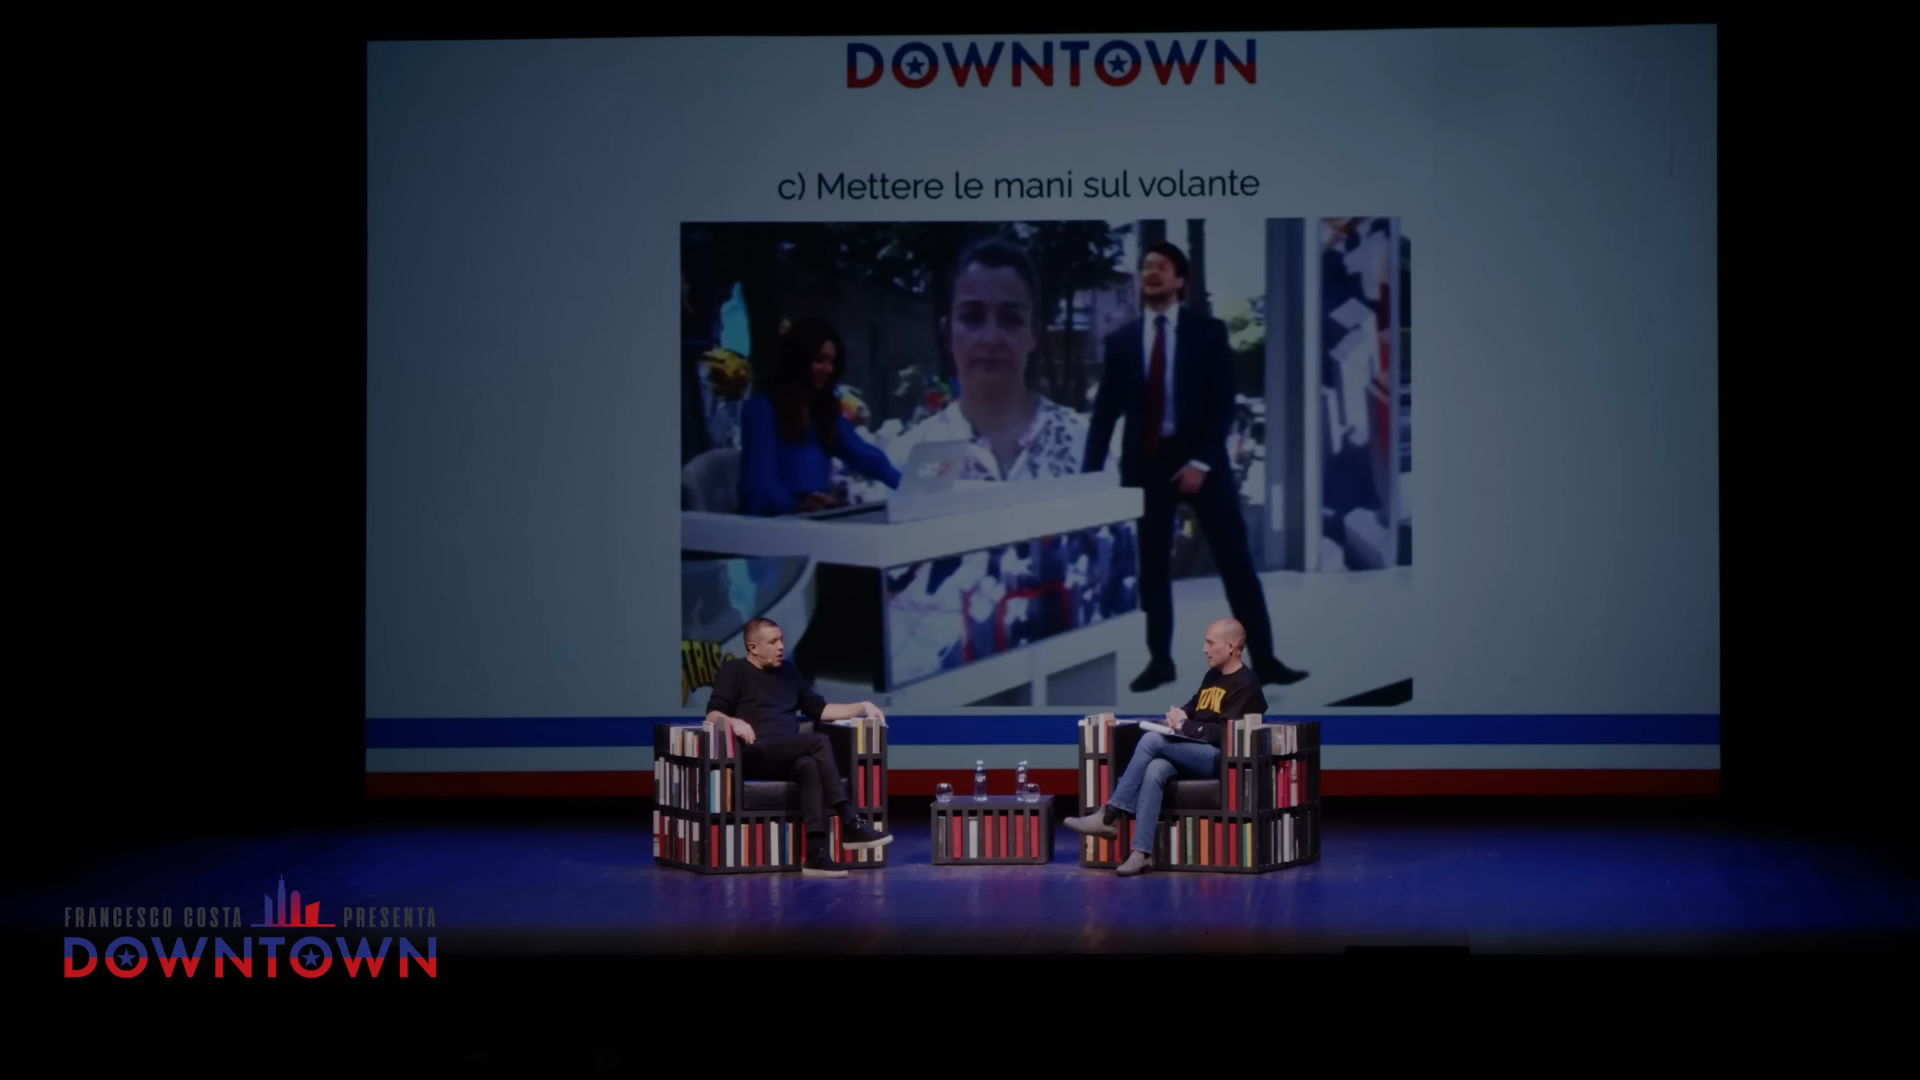 DOWNTOWN
c) Mettere le mani sul volante
FRANCESCO COSTA PRESENTA
DOWNTOWN